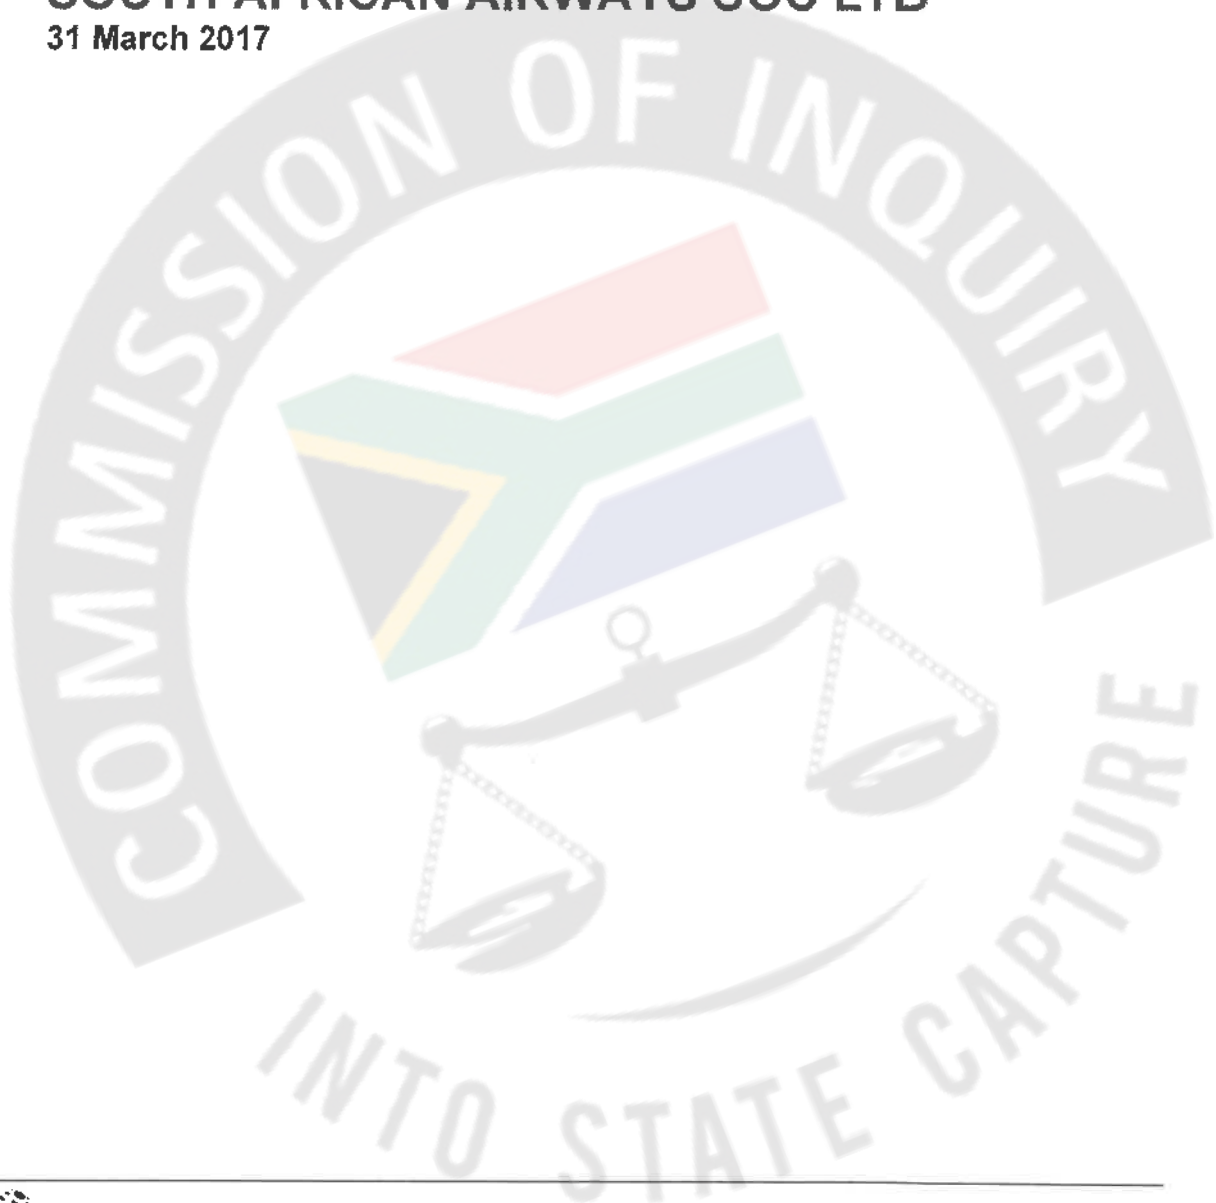 SOUTH AFRICAN AIRWAYS SOC LTD
31 March 2017
COMMISSION OF INQUIRY
INTO STATE CAPTURE